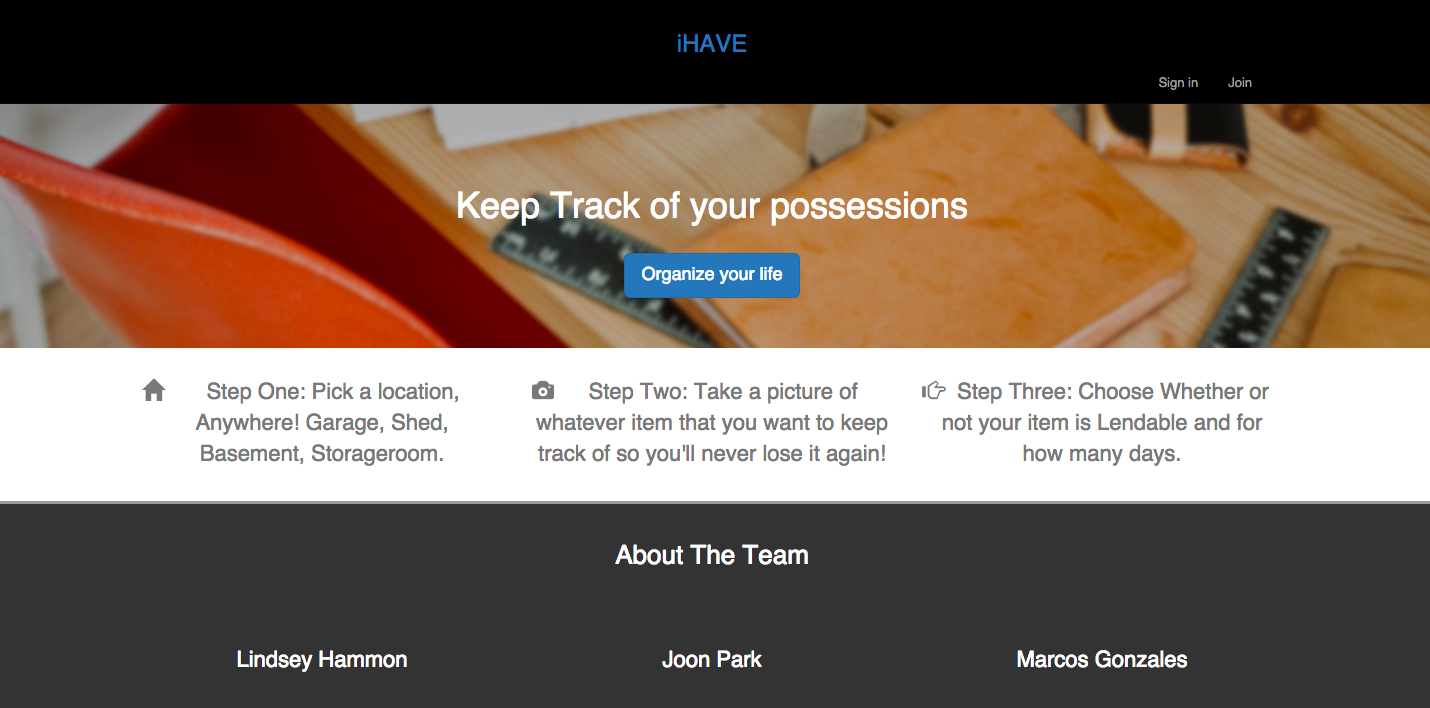 iHAVE
Sign in Join
Keep Track of your possessions
Organize your life
Step One: Pick a location,
Anywhere! Garage, Shed,
Basement, Storageroom.
Step Two: Take a picture of
whatever item that you want to keep
track of so you'll never lose it again!
Step Three: Choose Whether or
not your item is Lendable and for
how many days.
About The Team
Lindsey Hammon
Joon Park
Marcos Gonzales